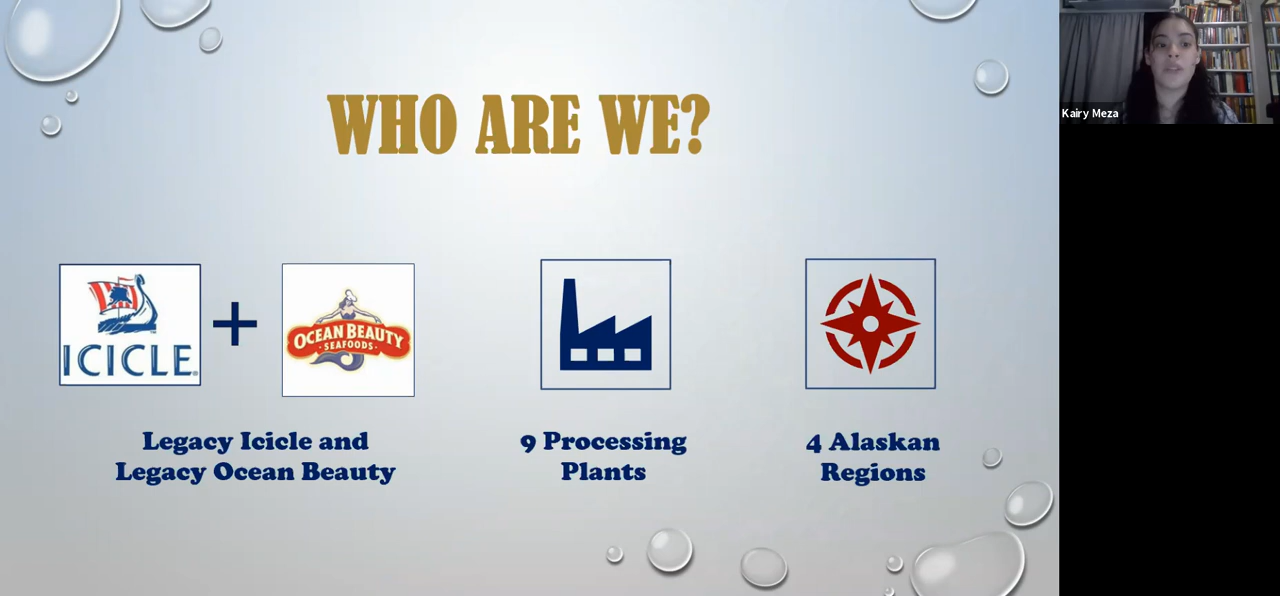 WHO ARE WE?
ICICLE
+
OCEAN BEAUTY
SEAFOODS
Legacy Icicle and
Legacy Ocean Beauty
9 Processing
Plants
4 Alaskan
Regions
Kairy Meza